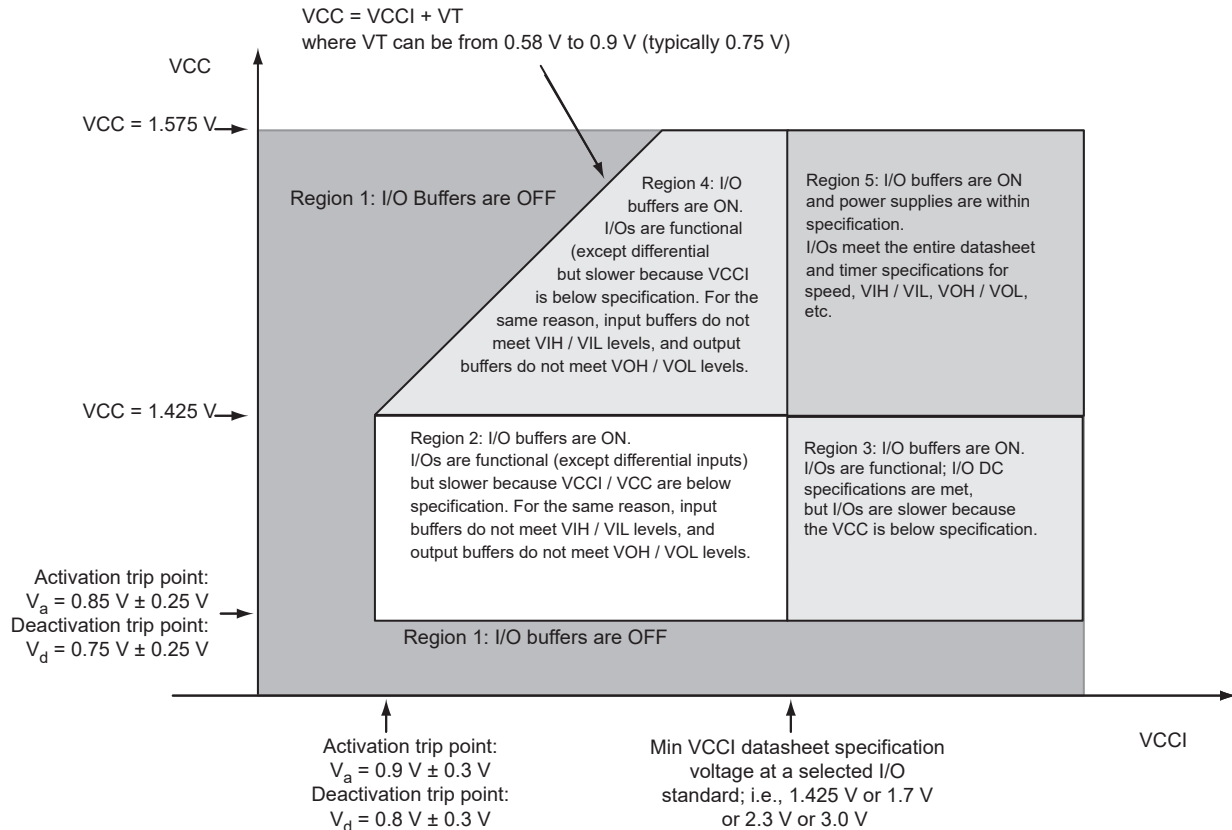 VCC = VCCI + VT
where VT can be from 0.58 V to 0.9 V (typically 0.75 V)
VCC
VCC = 1.575 V
Region 1: I/O Buffers are OFF
Region 4: I/O
buffers are ON.
I/Os are functional
(except differential
but slower because VCCI
is below specification. For the
same reason, input buffers do not
meet VIH / VIL levels, and output
buffers do not meet VOH / VOL levels.
Region 5: I/O buffers are ON
and power supplies are within
specification.
I/Os meet the entire datasheet
and timer specifications for
speed, VIH / VIL, VOH / VOL,
etc.
VCC = 1.425 V
Region 2: I/O buffers are ON.
I/Os are functional (except differential inputs)
but slower because VCCI / VCC are below
specification. For the same reason, input
buffers do not meet VIH / VIL levels, and
output buffers do not meet VOH / VOL levels.
Region 3: I/O buffers are ON.
I/Os are functional; I/O DC
specifications are met,
but I/Os are slower because
the VCC is below specification.
Activation trip point:
Va = 0.85 V ± 0.25 V
Deactivation trip point:
Vd = 0.75 V ± 0.25 V
Region 1: I/O buffers are OFF
Activation trip point:
Va = 0.9 V ± 0.3 V
Deactivation trip point:
Vd = 0.8 V ± 0.3 V
Min VCCI datasheet specification
voltage at a selected I/O
standard; i.e., 1.425 V or 1.7 V
or 2.3 V or 3.0 V
VCCI